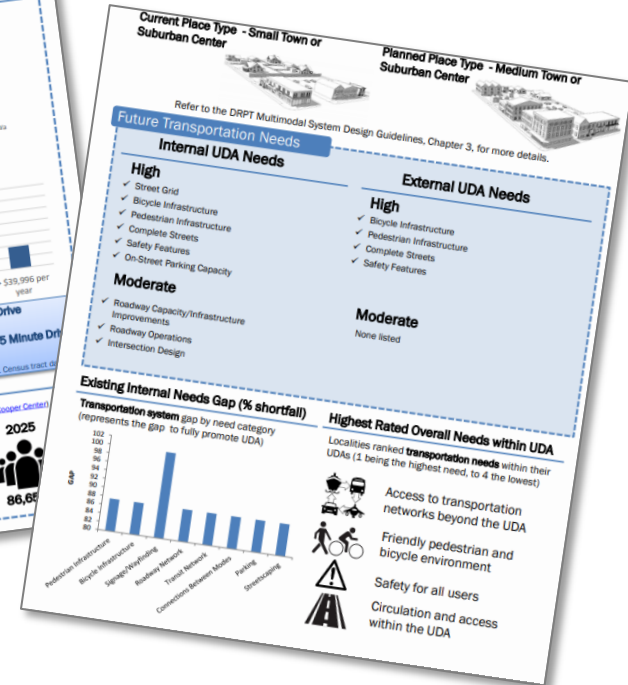 $39,996 per
year
Drive
5 Minute Dri
Census tract da
ooper Center)
2025
86,65
Current Place Type - Small Town or
Suburban Center
Planned Place Type - Medium Town or
Suburban Center
Refer to the DRPT Multimodal System Design Guidelines, Chapter 3, for more details.
Future Transportation Needs
Internal UDA Needs
High
✓ Street Grid
✓ Bicycle Infrastructure
✓ Pedestrian Infrastructure
✓ Complete Streets
✓ Safety Features
✓ On-Street Parking Capacity
Moderate
✓ Roadway Capacity/Infrastructure
Improvements
✓ Roadway Operations
✓ Intersection Design
External UDA Needs
High
✓ Bicycle Infrastructure
✓ Pedestrian Infrastructure
✓ Complete Streets
✓ Safety Features
Moderate
None listed
Existing Internal Needs Gap (% shortfall)
Transportation system gap by need category
(represents the gap to fully promote UDA)
GAP
102
100
98
96
94
92
90
88
86
84
82
80
Pedestrian Infrastructure
Bicycle Infrastructure
Signage/Wayfinding
Roadway Network
Transit Network
Connections Between Modes
Parking
Streetscaping
Highest Rated Overall Needs within UDA
Localities ranked transportation needs within their
UDAs (1 being the highest need, to 4 the lowest)
Access to transportation
networks beyond the UDA
Friendly pedestrian and
bicycle environment
Safety for all users
Circulation and access
within the UDA